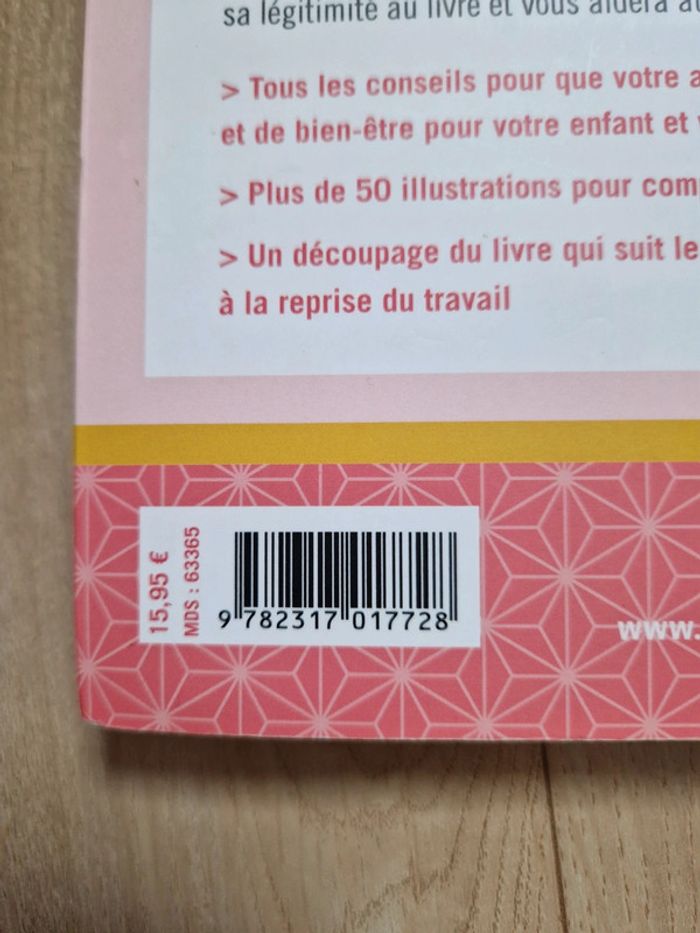 sa légitimité au livre et vous aidera
> Tous les conseils pour que votre
et de bien-être pour votre enfant et
> Plus de 50 illustrations pour com
> Un découpage du livre qui suit le
à la reprise du travail
15,95 €
MDS : 63365
9 782317 017728
www.